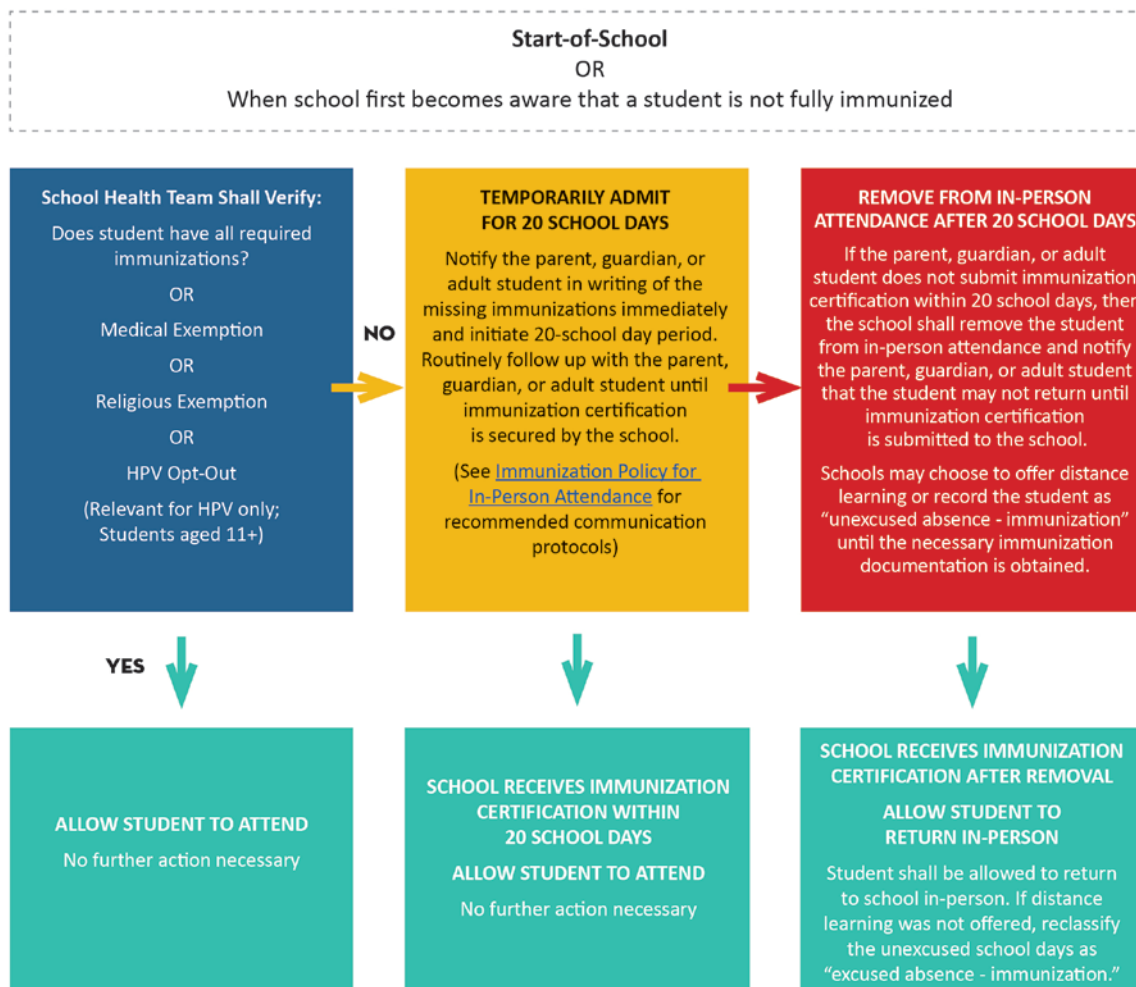 Start-of-School
OR
When school first becomes aware that a student is not fully immunized
School Health Team Shall Verify:
Does student have all required
immunizations?
OR
Medical Exemption
OR
Religious Exemption
OR
HPV Opt-Out
(Relevant for HPV only;
Students aged 11+)
NO
TEMPORARILY ADMIT
FOR 20 SCHOOL DAYS
Notify the parent, guardian, or
adult student in writing of the
missing immunizations immediately
and initiate 20-school day period.
Routinely follow up with the parent,
guardian, or adult student until
immunization certification
is secured by the school.
(See Immunization Policy for
In-Person Attendance for
recommended communication
protocols)
REMOVE FROM IN-PERSON
ATTENDANCE AFTER 20 SCHOOL DAYS
If the parent, guardian, or adult
student does not submit immunization
certification within 20 school days, then
the school shall remove the student
from in-person attendance and notify
the parent, guardian, or adult student
that the student may not return until
immunization certification
is submitted to the school.
Schools may choose to offer distance
learning or record the student as
“unexcused absence - immunization”
until the necessary immunization
documentation is obtained.
YES
ALLOW STUDENT TO ATTEND
No further action necessary
SCHOOL RECEIVES IMMUNIZATION
CERTIFICATION WITHIN
20 SCHOOL DAYS
ALLOW STUDENT TO ATTEND
No further action necessary
SCHOOL RECEIVES IMMUNIZATION
CERTIFICATION AFTER REMOVAL
ALLOW STUDENT TO
RETURN IN-PERSON
Student shall be allowed to return
to school in-person. If distance
learning was not offered, reclassify
the unexcused school days as
“excused absence - immunization.”